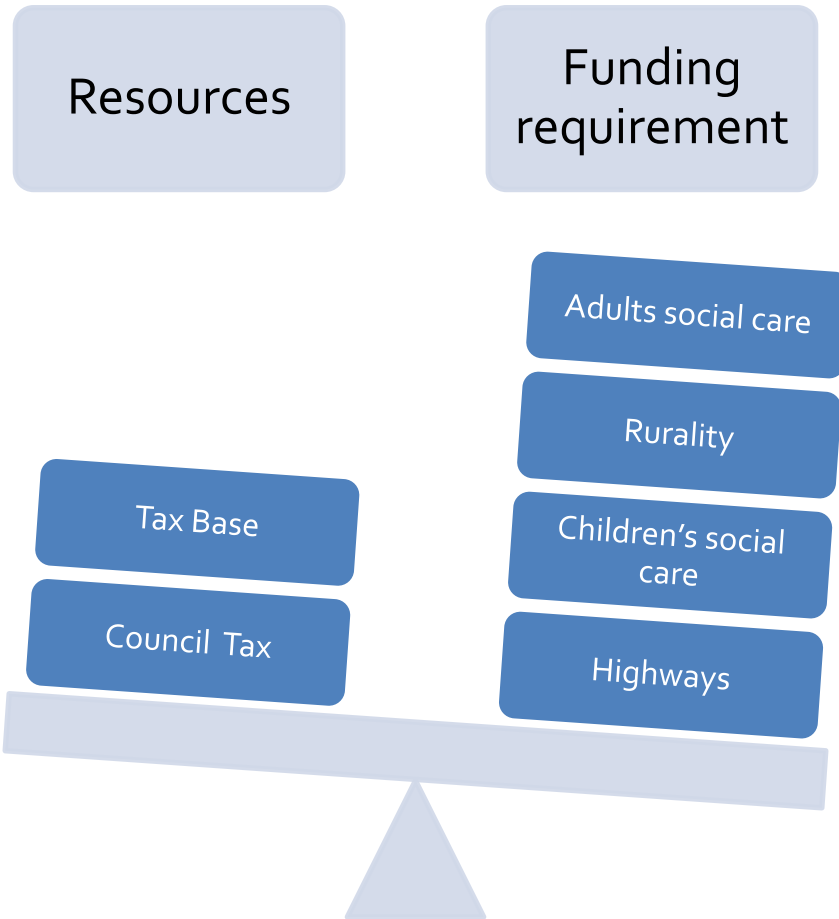 Resources
Funding
requirement
Adults social care
Rurality
Children’s social
care
Highways
Tax Base
Council  Tax